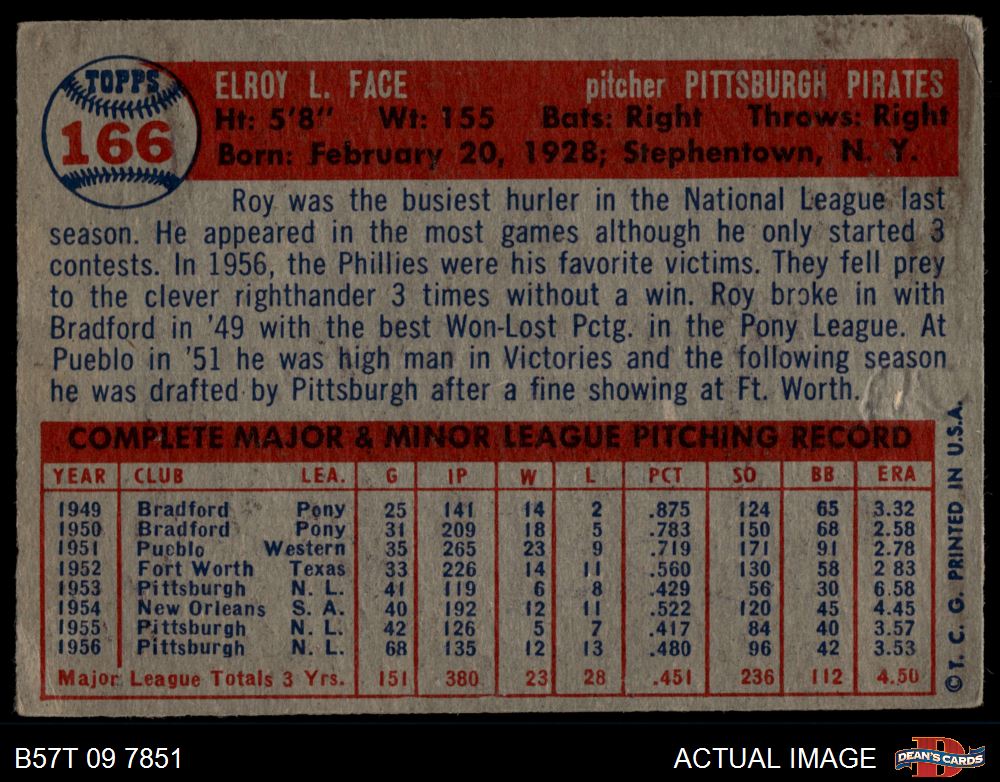 TOPPS
166
ELROY L. FACE pitcher PITTSBURGH PIRATES
Ht: 5'8" Wt: 155 Bats: Right Throws: Right
Born: February 20, 1928; Stephentown, N. Y.
Roy was the busiest hurler in the National League last
season. He appeared in the most games although he only started 3
contests. In 1956, the Phillies were his favorite victims. They fell prey
to the clever righthander 3 times without a win. Roy broke in with
Bradford in '49 with the best Won-Lost Pctg. in the Pony League. At
Pueblo in '51 he was high man in Victories and the following season
he was drafted by Pittsburgh after a fine showing at Ft. Worth.
COMPLETE MAJOR & MINOR LEAGUE PITCHING RECORD
YEAR CLUB LEA. G IP W L PCT SO BB ERA
1949 Bradford Pony 25 141 14 2 .875 124 65 3.32
1950 Bradford Pony 31 209 18 5 .783 150 68 2.58
1951 Pueblo Western 35 265 23 9 .719 171 91 2.78
1952 Fort Worth Texas 33 226 14 11 .560 130 58 2 83
1953 Pittsburgh N. L. 41 119 6 8 .429 56 30 6.58
1954 New Orleans S. A. 40 192 12 11 .522 120 45 4.45
1955 Pittsburgh N. L. 42 126 5 7 .417 84 40 3.57
1956 Pittsburgh N. L. 68 135 12 13 .480 96 42 3.53
Major League Totals 3 Yrs. 151 380 23 28 .451 236 112 4.50
© T. C. G. PRINTED IN U.S.A.
B57T 09 7851 ACTUAL IMAGE DEAN'S CARDS